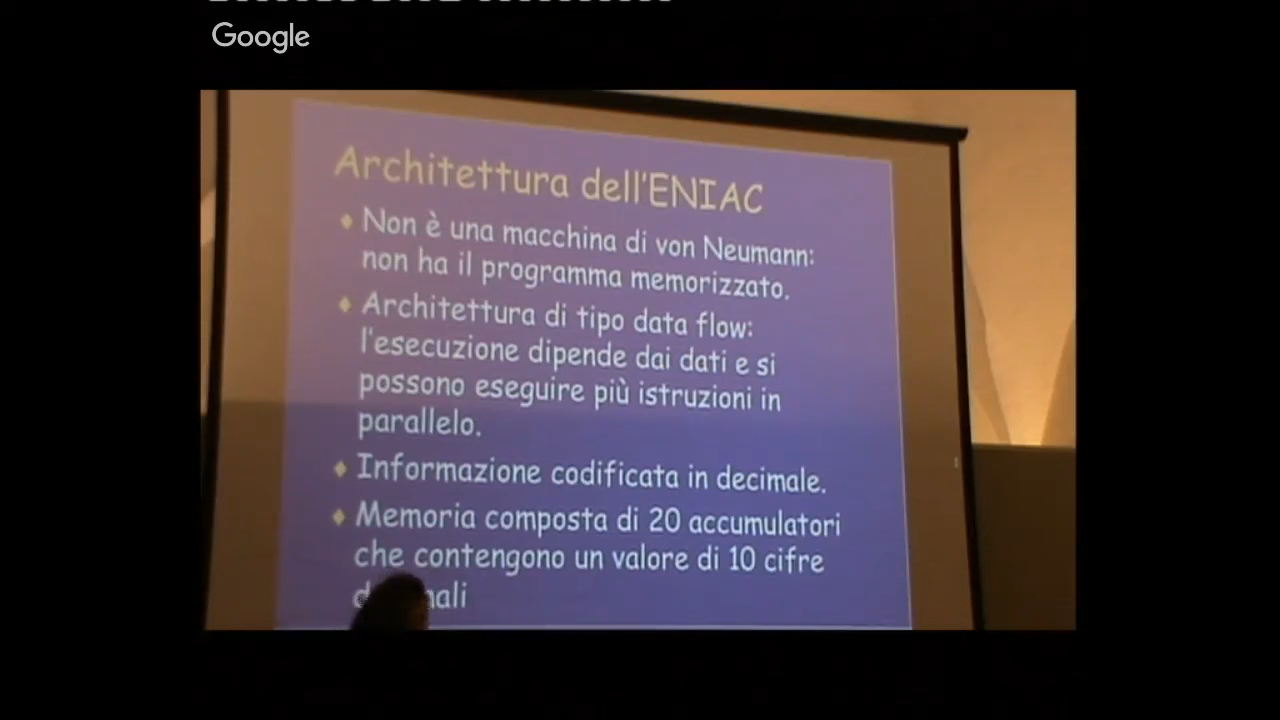 Google
Architettura dell'ENIAC
Non è una macchina di von Neumann:
non ha il programma memorizzato.
Architettura di tipo data flow:
l'esecuzione dipende dai dati e si
possono eseguire più istruzioni in
parallelo.
Informazione codificata in decimale.
Memoria composta di 20 accumulatori
che contengono un valore di 10 cifre